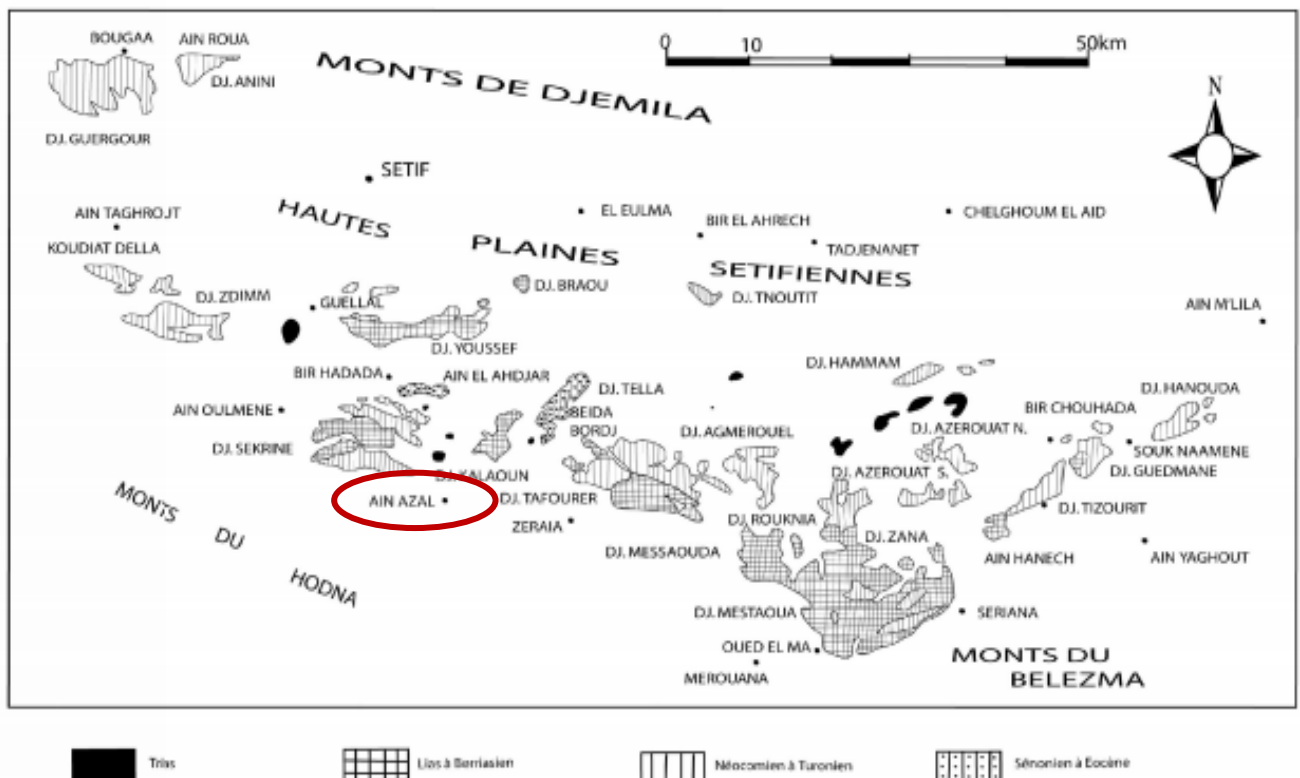 BOUGAA
AIN ROUA
DJ. ANINI
DJ. GUERGOUR
MONTS DE DJEMILA
0 10 50km
N
SETIF
AIN TAGHROJT
HAUTES
PLAINES
SETIFIENNES
EL EULMA
BIR EL AHRECH
TADJENANET
CHELGHOUM EL AID
KOUDIAT DELLA
DJ. ZDIMM
GUELLAL
DJ. BRAOU
DJ. TNOUTIT
AIN M'LILA
DJ. YOUSSEF
BIR HADADA
AIN EL AHDJAR
DJ. TELLA
DJ. HAMMAM
DJ. HANOUDA
AIN OULMENE
BEIDA
BORDJ
BIR CHOUHADA
DJ. SEKRINE
DJ. AGMEROUEL
DJ. AZEROUAT N.
SOUK NAAMENE
DJ. KALAOUN
DJ. AZEROUAT S.
DJ. GUEDMANE
AIN AZAL
DJ. TAFOURER
ZERAIA
DJ. ROUKNIA
DJ. TIZOURIT
MONTS
DU
HODNA
DJ. MESSAOUDA
DJ. ZANA
AIN HANECH
AIN YAGHOUT
DJ. MESTAOUA
SERIANA
OUED EL MA
MEROUANA
MONTS DU
BELEZMA
Trias
Lias à Berriasien
Néocomien à Turonien
Sénonien à Eocène